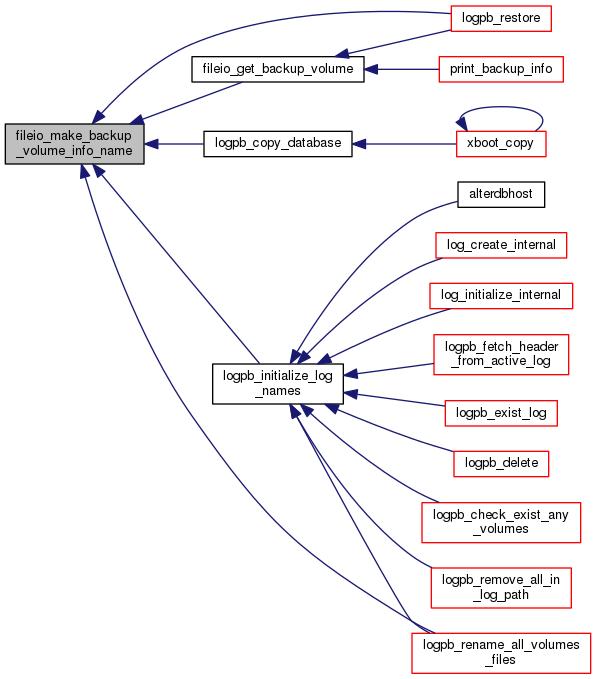 logpb_restore
fileio_get_backup_volume
print_backup_info
fileio_make_backup
_volume_info_name
logpb_copy_database
xboot_copy
alterdbhost
log_create_internal
log_initialize_internal
logpb_fetch_header
_from_active_log
logpb_initialize_log
_names
logpb_exist_log
logpb_delete
logpb_check_exist_any
_volumes
logpb_remove_all_in
_log_path
logpb_rename_all_volumes
_files